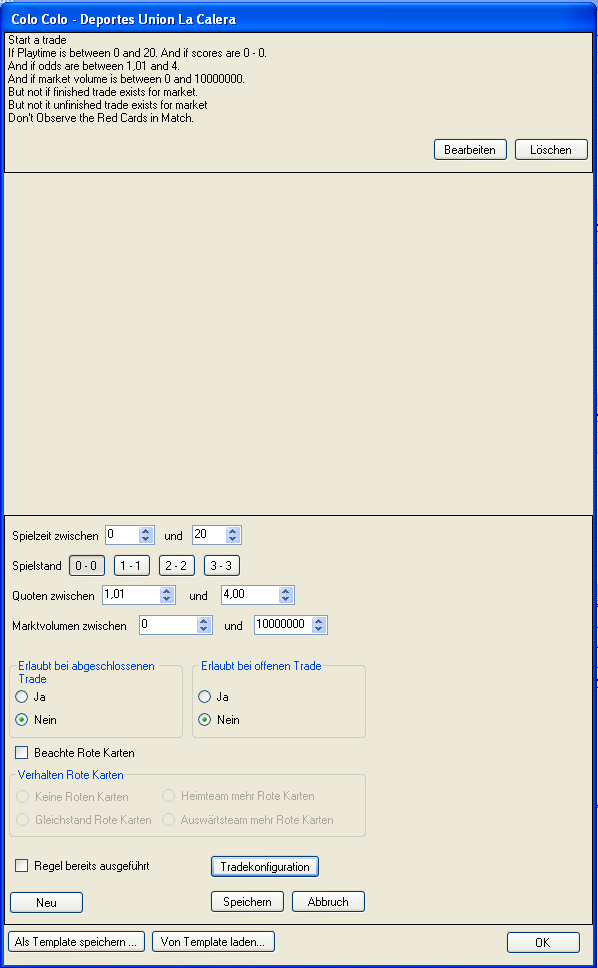 Colo Colo - Deportes Union La Calera
Start a trade
If Playtime is between 0 and 20. And if scores are 0 - 0.
And if odds are between 1,01 and 4.
And if market volume is between 0 and 10000000.
But not if finished trade exists for market.
But not it unfinished trade exists for market
Don't Observe the Red Cards in Match.
Bearbeiten Löschen
Spielzeit zwischen 0 und 20
Spielstand 0 - 0 1 - 1 2 - 2 3 - 3
Quoten zwischen 1,01 und 4,00
Marktvolumen zwischen 0 und 10000000
Erlaubt bei abgeschlossenen Trade
Erlaubt bei offenen Trade
Ja Ja
Nein Nein
Beachte Rote Karten
Verhalten Rote Karten
Keine Roten Karten Heimteam mehr Rote Karten
Gleichstand Rote Karten Auswärtsteam mehr Rote Karten
Regel bereits ausgeführt Tradekonfiguration
Neu Speichern Abbruch
Als Template speichern ... Von Template laden... OK